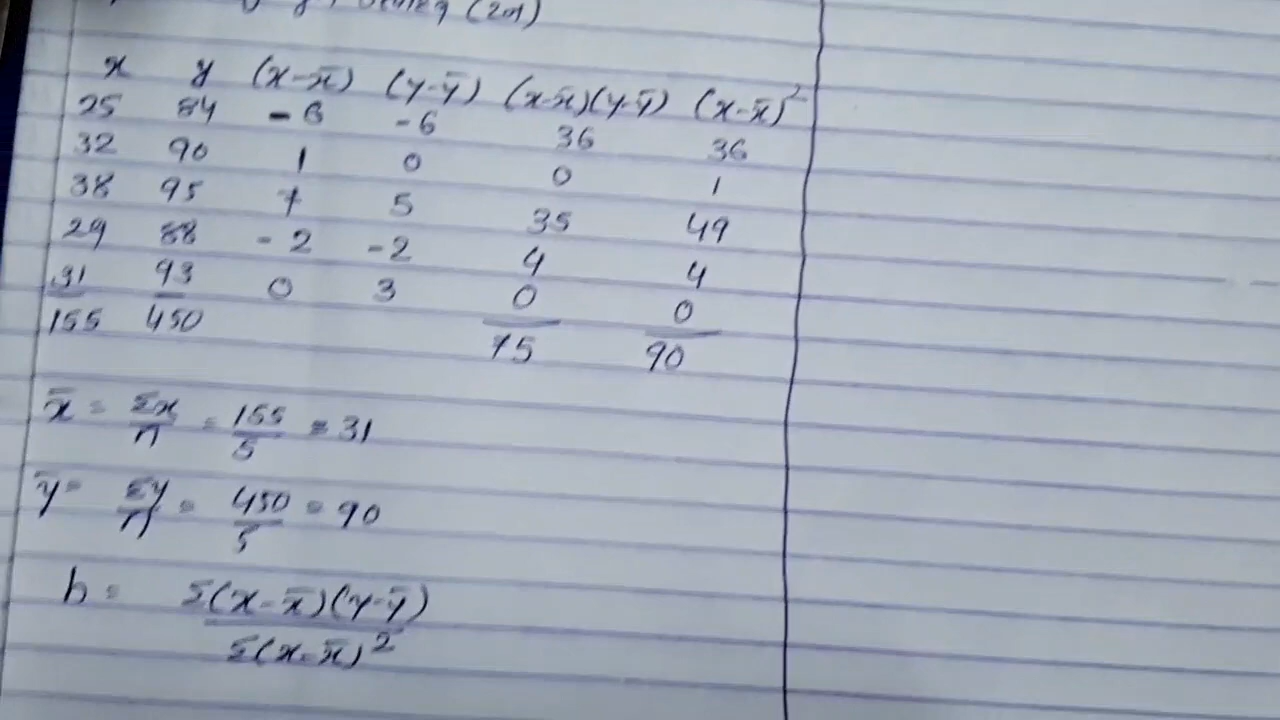 (201)
x y (x-x̄) (y-ȳ) (x-x̄)(y-ȳ) (x-x̄)²
25 84 -6 -6 36 36
32 90 1 0 0 1
38 95 7 5 35 49
29 88 -2 -2 4 4
31 93 0 3 0 0
155 450 75 90
x̄ = Σx/n = 155/5 = 31
ȳ = Σy/n = 450/5 = 90
b = Σ(x-x̄)(y-ȳ)/Σ(x-x̄)²